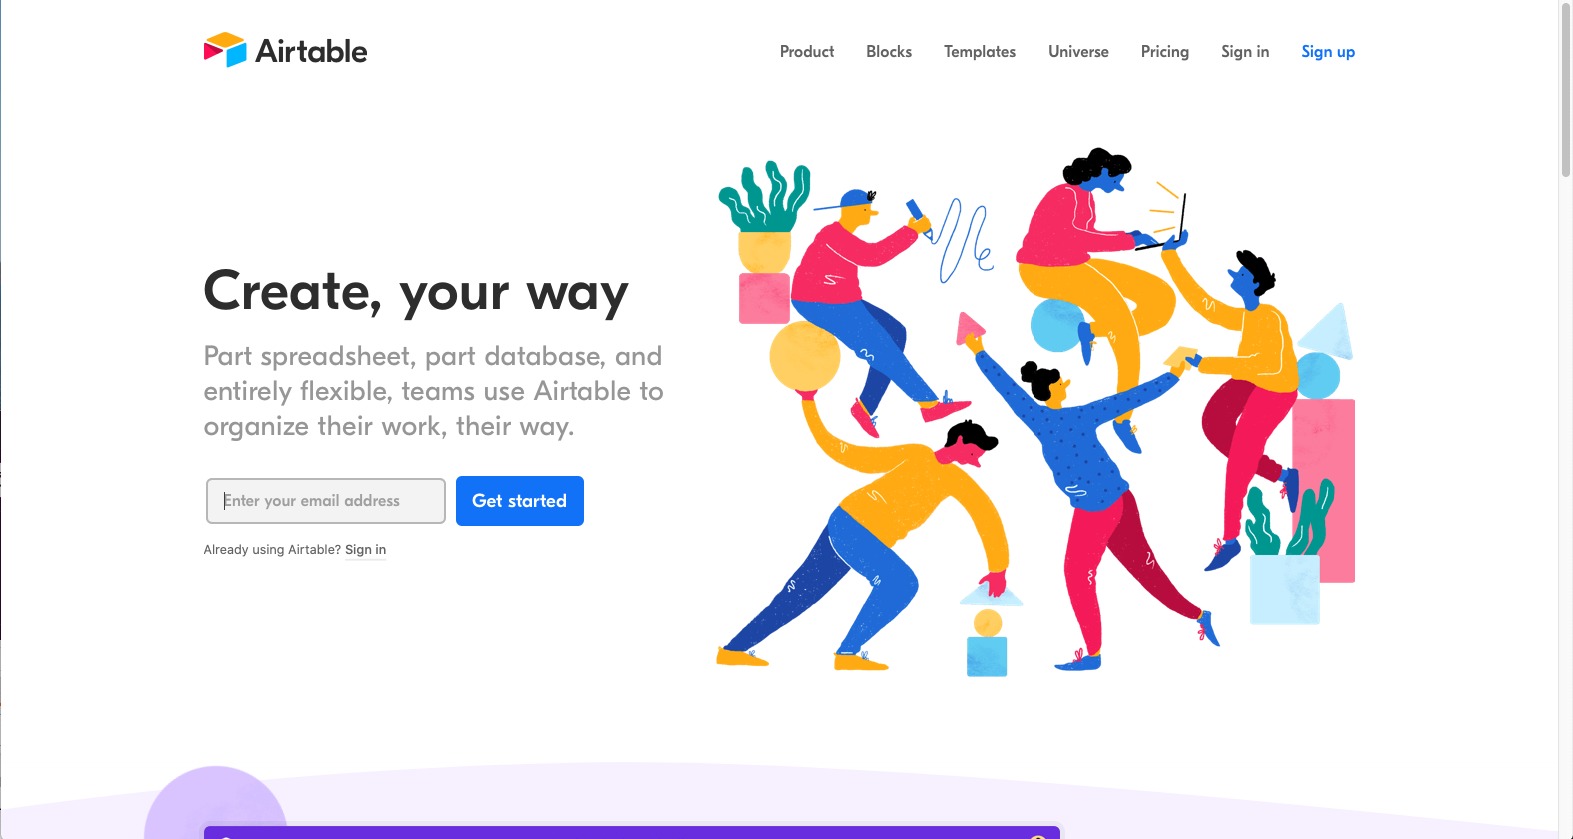 Airtable
Product Blocks Templates Universe Pricing Sign in Sign up
Create, your way
Part spreadsheet, part database, and
entirely flexible, teams use Airtable to
organize their work, their way.
Enter your email address Get started
Already using Airtable? Sign in